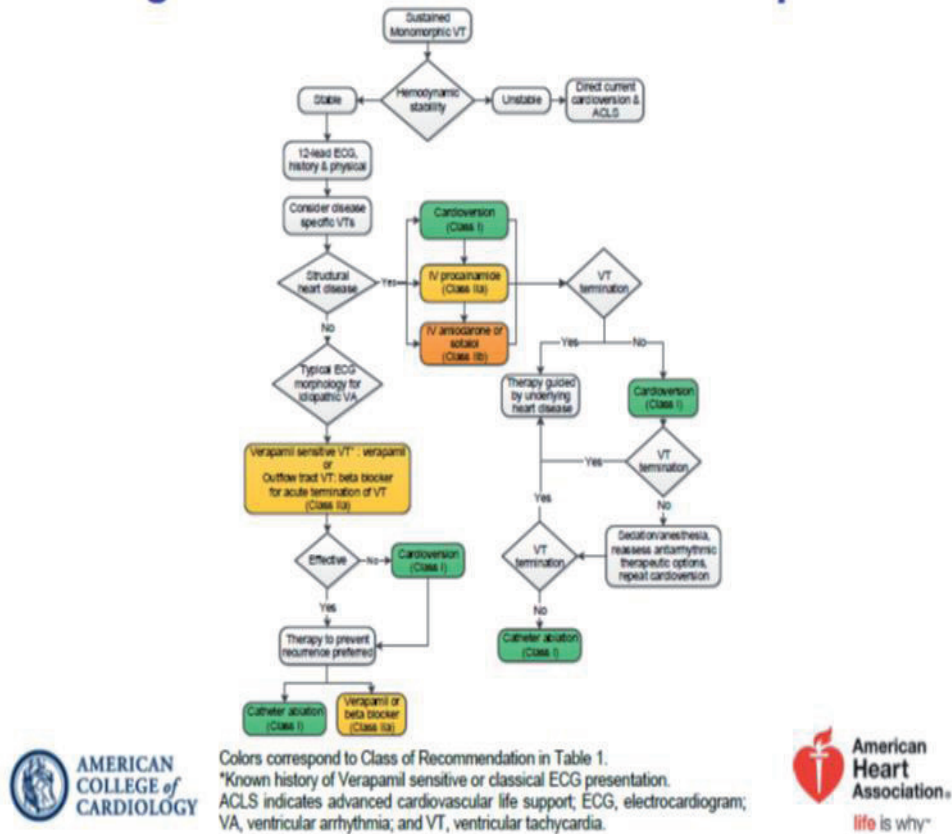 Sustained
Monomorphic VT
Hemodynamic
stability
Stable
Unstable
Direct current
cardioversion &
ACLS
12-lead ECG,
history & physical
Consider disease
specific VTs
Structural
heart disease
Yes
No
Cardioversion
(Class I)
IV procainamide
(Class IIa)
IV amiodarone or
sotalol
(Class IIb)
VT
termination
Yes
No
Therapy guided
by underlying
heart disease
Cardioversion
(Class I)
Typical ECG
morphology for
idiopathic VA
Verapamil sensitive VT* : verapamil
or
Outflow tract VT: beta blocker
for acute termination of VT
(Class IIa)
VT
termination
Yes
No
Sedation/anesthesia,
reassess antiarrhythmic
therapeutic options,
repeat cardioversion
VT
termination
Yes
No
Catheter ablation
(Class I)
Effective
No
Cardioversion
(Class I)
Yes
Therapy to prevent
recurrence preferred
Catheter ablation
(Class I)
Verapamil or
beta blocker
(Class IIa)
AMERICAN
COLLEGE of
CARDIOLOGY
Colors correspond to Class of Recommendation in Table 1.
*Known history of Verapamil sensitive or classical ECG presentation.
ACLS indicates advanced cardiovascular life support; ECG, electrocardiogram;
VA, ventricular arrhythmia; and VT, ventricular tachycardia.
American
Heart
Association®
life is why™